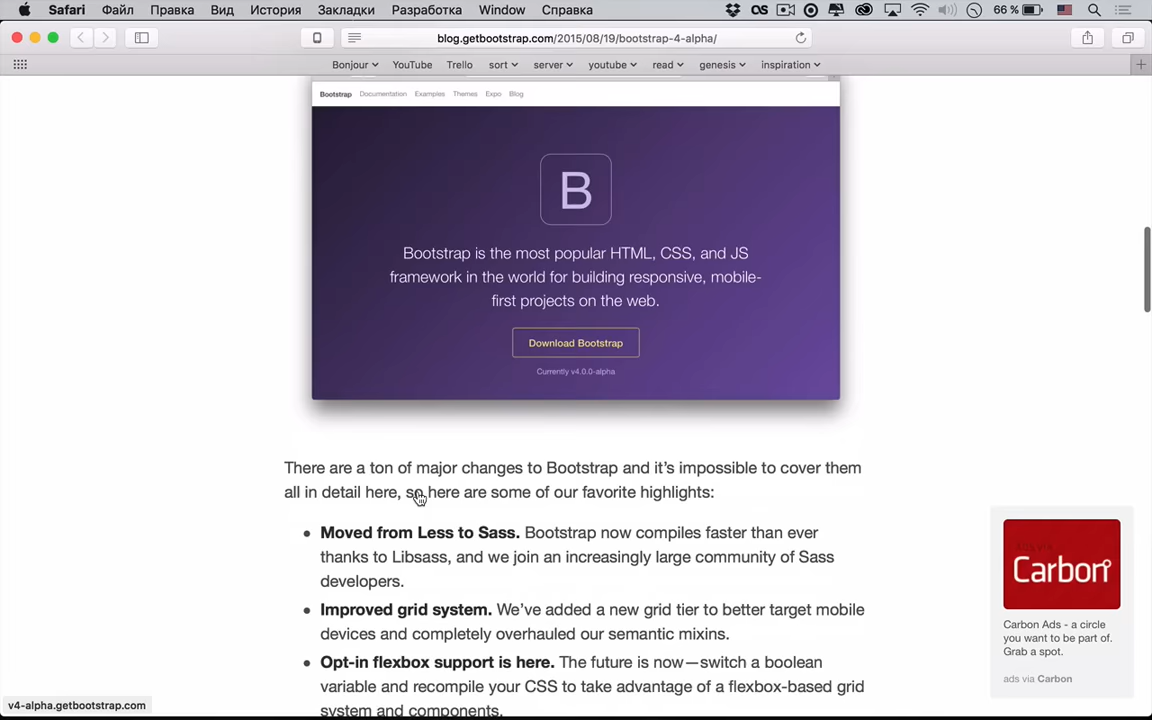 Safari Файл Правка Вид История Закладки Разработка Window Справка 66 %
blog.getbootstrap.com/2015/08/19/bootstrap-4-alpha/
Bonjour YouTube Trello sort server youtube read genesis inspiration
Bootstrap Documentation Examples Themes Expo Blog
B
Bootstrap is the most popular HTML, CSS, and JS
framework in the world for building responsive, mobile-
first projects on the web.
Download Bootstrap
Currently v4.0.0-alpha
There are a ton of major changes to Bootstrap and it's impossible to cover them
all in detail here, so here are some of our favorite highlights:
• Moved from Less to Sass. Bootstrap now compiles faster than ever
thanks to Libsass, and we join an increasingly large community of Sass
developers.
• Improved grid system. We've added a new grid tier to better target mobile
devices and completely overhauled our semantic mixins.
• Opt-in flexbox support is here. The future is now—switch a boolean
variable and recompile your CSS to take advantage of a flexbox-based grid
system and components.
ADS VIA
Carbon
Carbon Ads - a circle
you want to be part of.
Grab a spot.
ads via Carbon
v4-alpha.getbootstrap.com